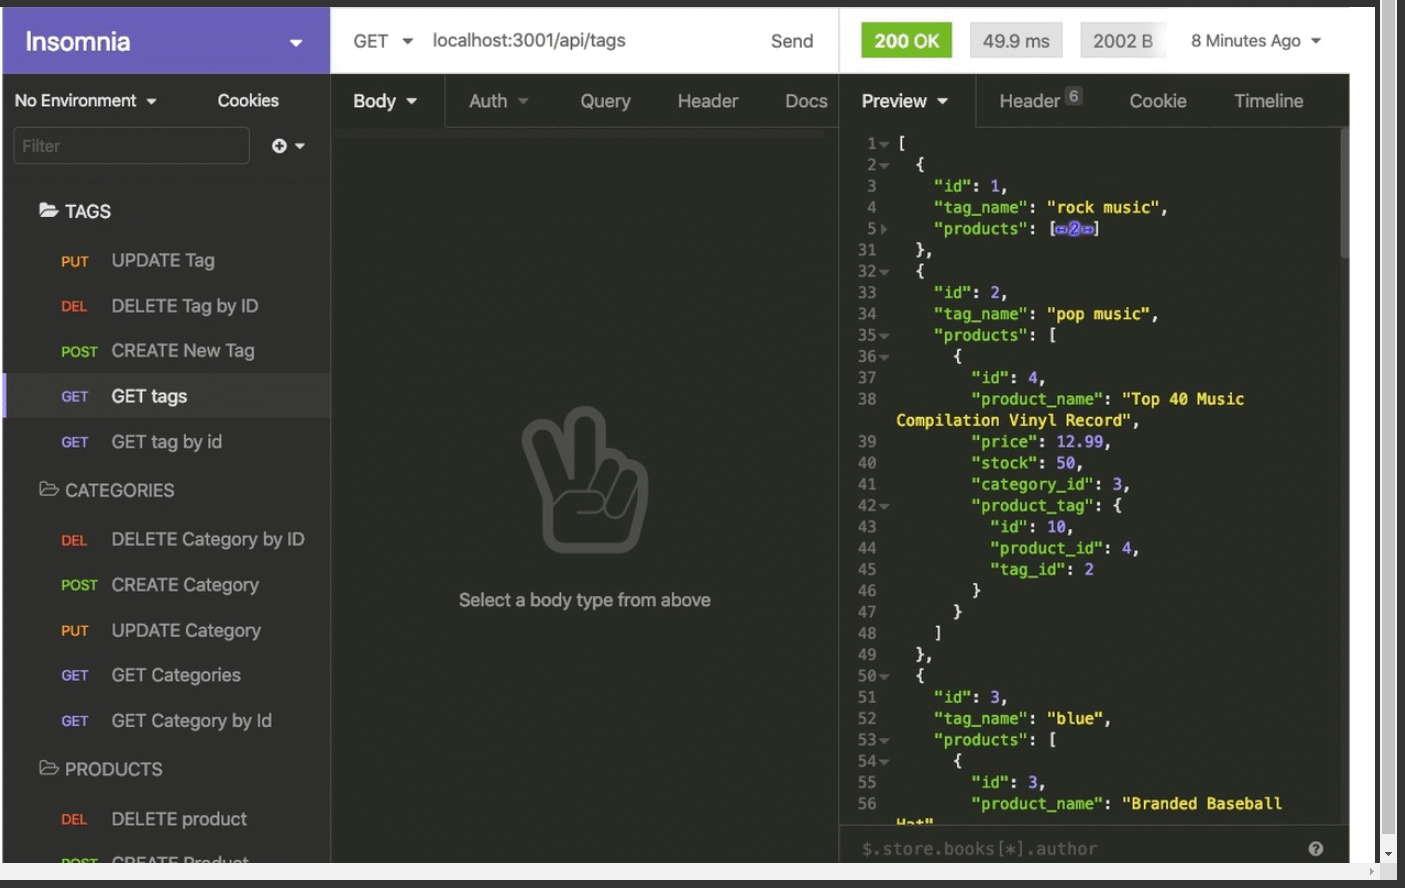 Insomnia
GET localhost:3001/api/tags Send
200 OK 49.9 ms 2002 B 8 Minutes Ago
No Environment Cookies
Body Auth Query Header Docs
Preview Header 6 Cookie Timeline
Filter
TAGS
PUT UPDATE Tag
DEL DELETE Tag by ID
POST CREATE New Tag
GET GET tags
GET GET tag by id
CATEGORIES
DEL DELETE Category by ID
POST CREATE Category
PUT UPDATE Category
GET GET Categories
GET GET Category by Id
PRODUCTS
DEL DELETE product
POST CREATE Product
Select a body type from above
1 [
2 {
3 "id": 1,
4 "tag_name": "rock music",
5 "products": [↔2↔]
31 },
32 {
33 "id": 2,
34 "tag_name": "pop music",
35 "products": [
36 {
37 "id": 4,
38 "product_name": "Top 40 Music
Compilation Vinyl Record",
39 "price": 12.99,
40 "stock": 50,
41 "category_id": 3,
42 "product_tag": {
43 "id": 10,
44 "product_id": 4,
45 "tag_id": 2
46 }
47 }
48 ]
49 },
50 {
51 "id": 3,
52 "tag_name": "blue",
53 "products": [
54 {
55 "id": 3,
56 "product_name": "Branded Baseball
Hat"
$.store.books[*].author